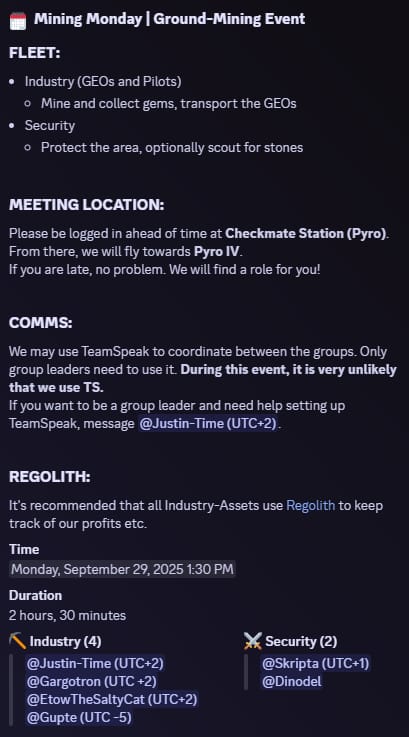 Mining Monday | Ground-Mining Event
FLEET:
Industry (GEOs and Pilots)
Mine and collect gems, transport the GEOs
Security
Protect the area, optionally scout for stones
MEETING LOCATION:
Please be logged in ahead of time at Checkmate Station (Pyro).
From there, we will fly towards Pyro IV.
If you are late, no problem. We will find a role for you!
COMMS:
We may use TeamSpeak to coordinate between the groups. Only
group leaders need to use it. During this event, it is very unlikely
that we use TS.
If you want to be a group leader and need help setting up
TeamSpeak, message @Justin-Time (UTC+2).
REGOLITH:
It's recommended that all Industry-Assets use Regolith to keep
track of our profits etc.
Time
Monday, September 29, 2025 1:30 PM
Duration
2 hours, 30 minutes
Industry (4)
@Justin-Time (UTC+2)
@Gargotron (UTC +2)
@EtowTheSaltyCat (UTC+2)
@Gupte (UTC -5)
Security (2)
@Skripta (UTC+1)
@Dinodel